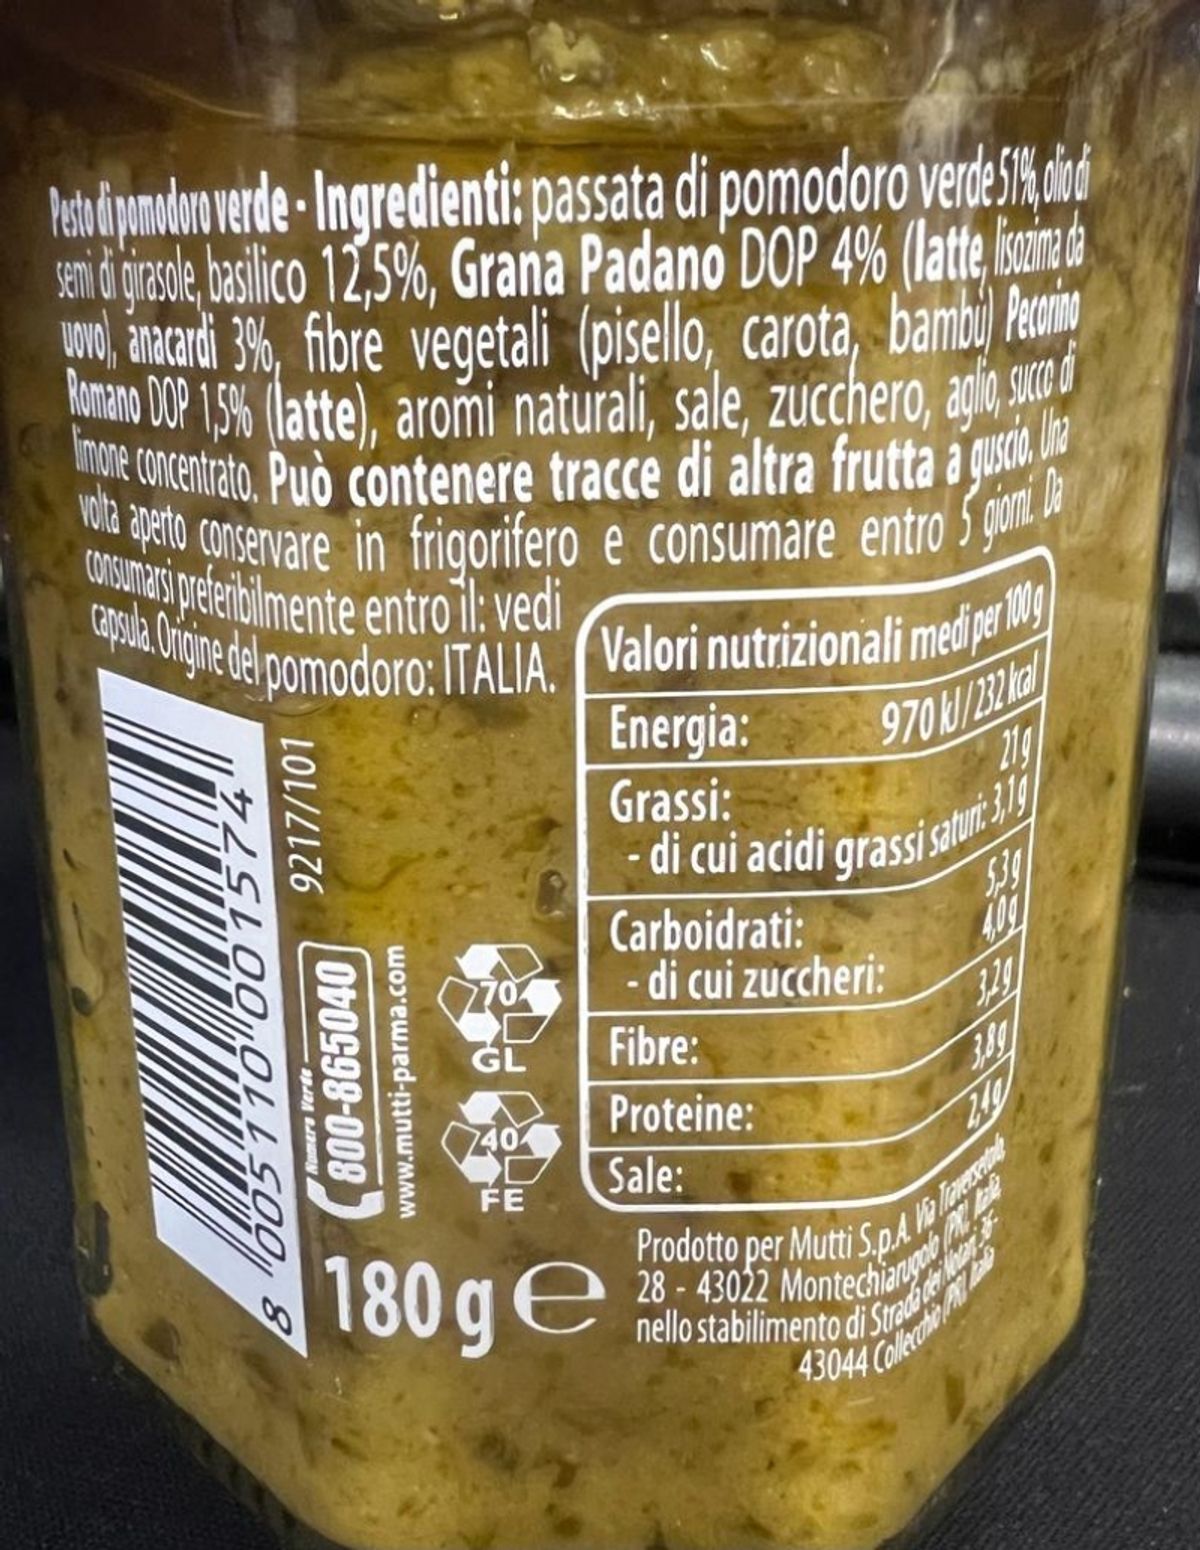 Pesto di pomodoro verde - Ingredienti: passata di pomodoro verde 51%, olio di
semi di girasole, basilico 12,5%, Grana Padano DOP 4% (latte, lisozima da
uovo), anacardi 3%, fibre vegetali (pisello, carota, bambù) Pecorino
Romano DOP 1,5% (latte), aromi naturali, sale, zucchero, aglio, succo di
limone concentrato. Può contenere tracce di altra frutta a guscio. Una
volta aperto conservare in frigorifero e consumare entro 5 giorni. Da
consumarsi preferibilmente entro il: vedi
capsula. Origine del pomodoro: ITALIA.
Valori nutrizionali medi per 100 g
Energia: 970 kJ / 232 kcal
Grassi: 21 g
- di cui acidi grassi saturi: 3,1 g
Carboidrati: 5,3 g
- di cui zuccheri: 4,0 g
Fibre: 3,2 g
Proteine: 3,8 g
Sale: 2,4 g
8 005110 001574
9217/101
Numero Verde
800-865040
www.mutti-parma.com
70
GL
40
FE
180 g e
Prodotto per Mutti S.p.A. Via Traversetolo,
28 - 43022 Montechiarugolo (PR), Italia,
nello stabilimento di Strada dei Notari, 36 -
43044 Collecchio (PR), Italia